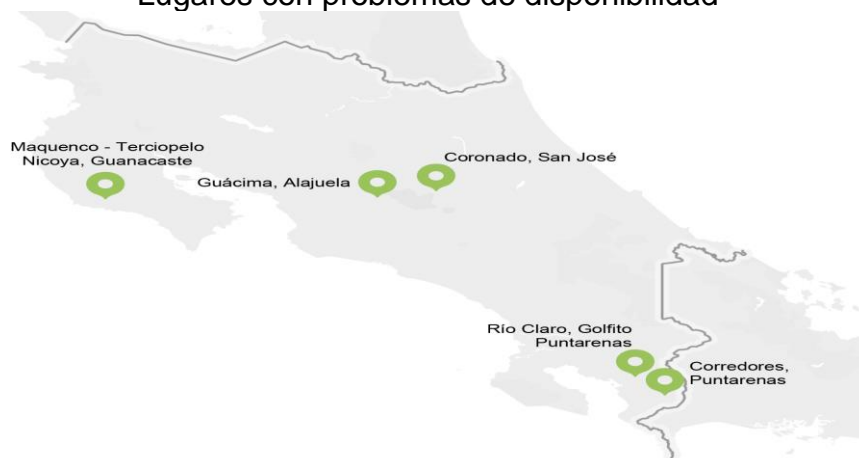 Lugares con problemas de disponibilidad
Maquenco - Terciopelo
Nicoya, Guanacaste
Guácima, Alajuela
Coronado, San José
Río Claro, Golfito
Puntarenas
Corredores,
Puntarenas